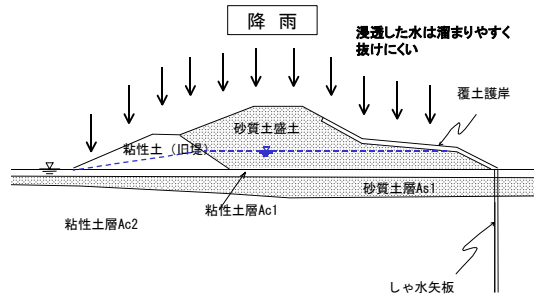 降 雨
浸透した水は溜まりやすく
抜けにくい
覆土護岸
砂質土盛土
粘性土（旧堤）
砂質土層As1
粘性土層Ac1
粘性土層Ac2
しゃ水矢板